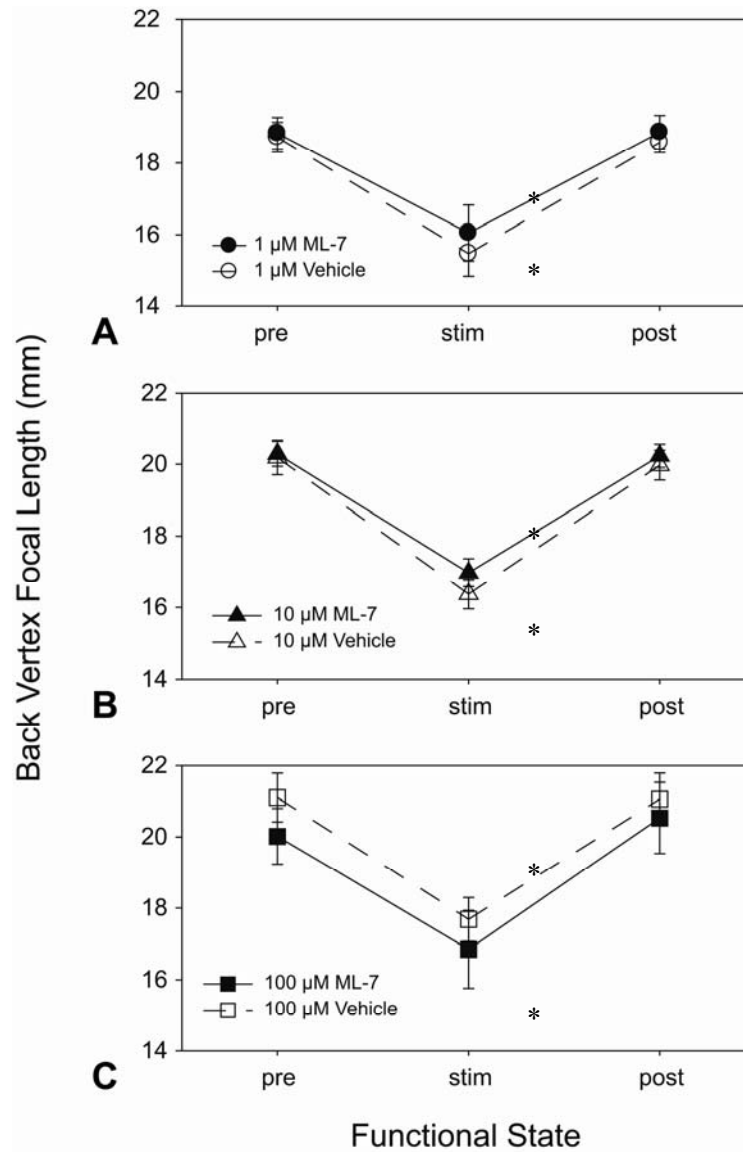 Back Vertex Focal Length (mm)
22
20
18
16
14
*
*
1 µM ML-7
1 µM Vehicle
A
pre stim post
22
20
18
16
14
*
*
10 µM ML-7
10 µM Vehicle
B
pre stim post
22
20
18
16
14
*
*
100 µM ML-7
100 µM Vehicle
C
pre stim post
Functional State